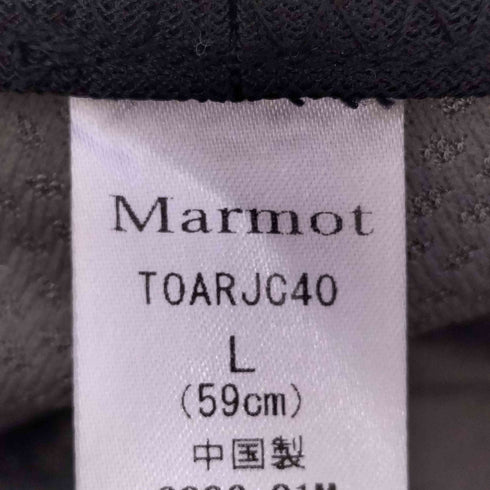 Marmot
TOARJC40
L
(59cm)
中国製